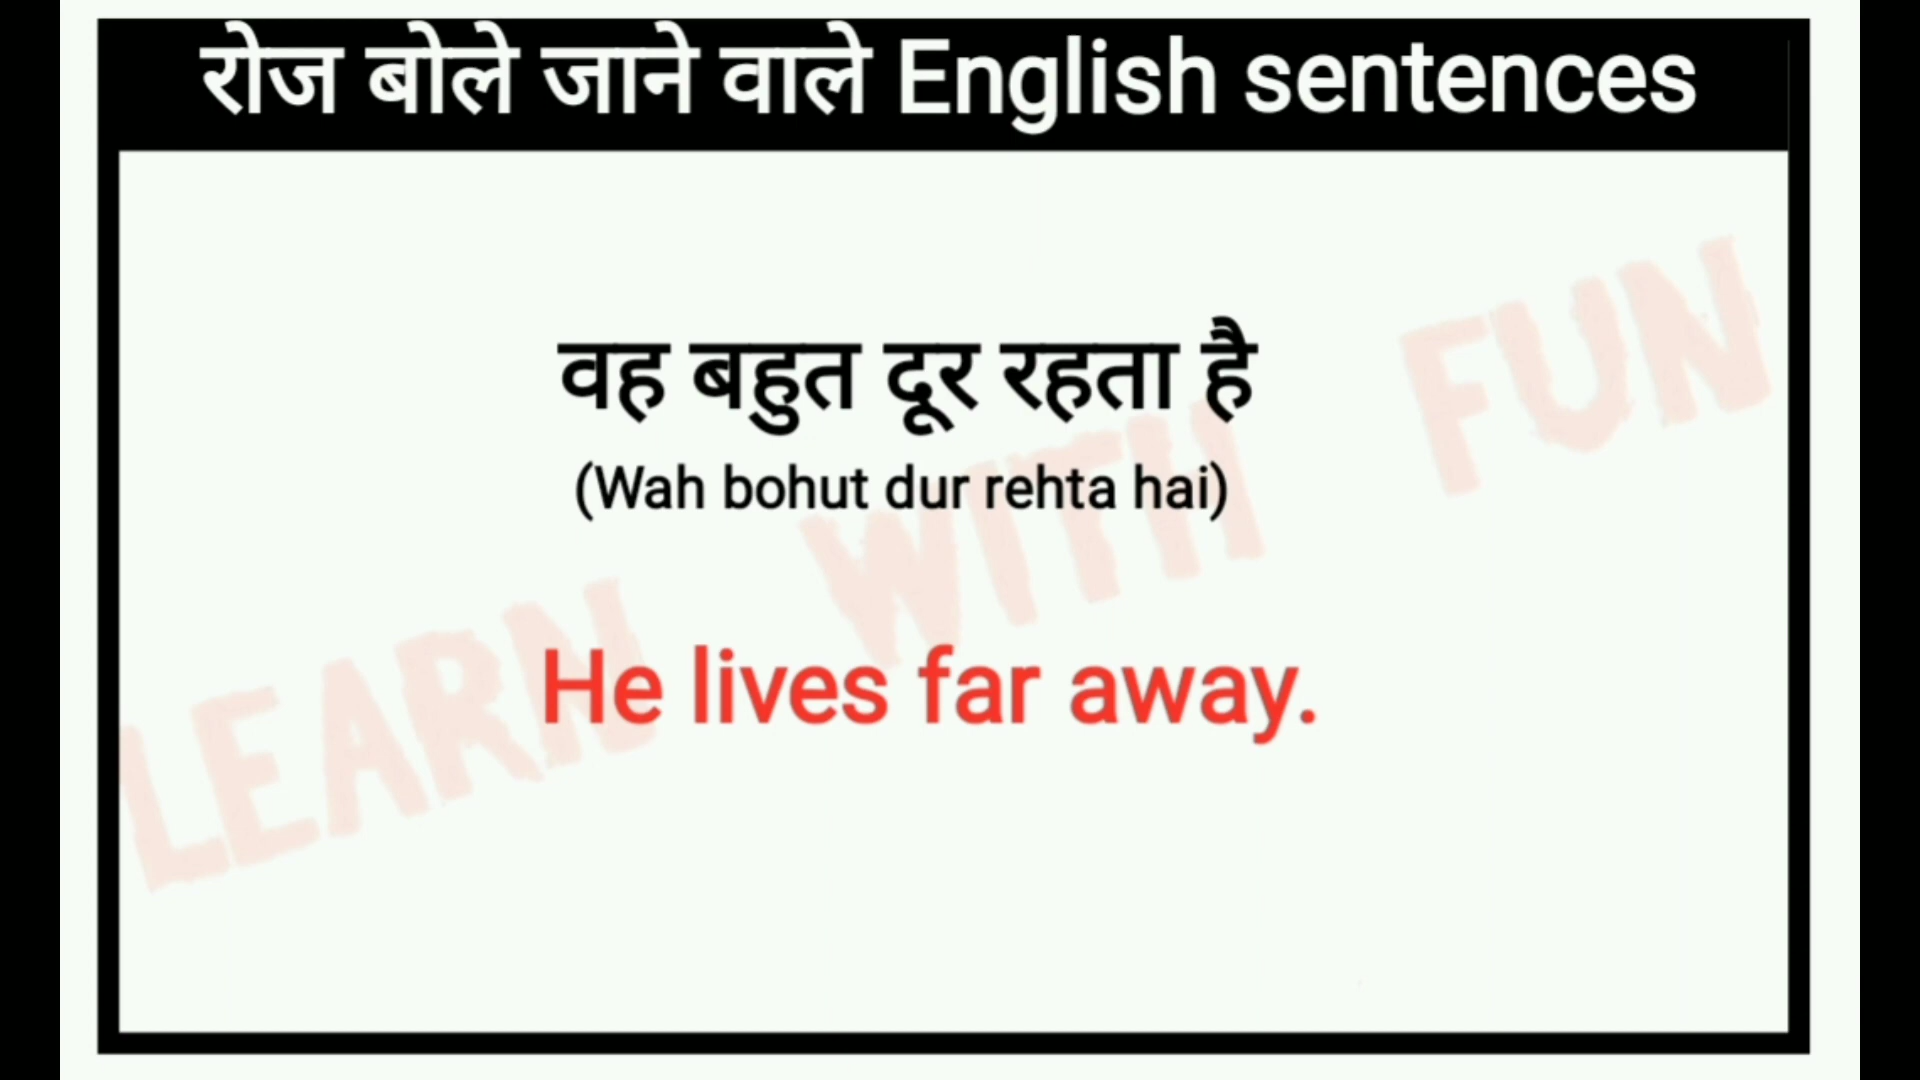 रोज बोले जाने वाले English sentences
वह बहुत दूर रहता है
(Wah bohut dur rehta hai)
He lives far away.
LEARN WITH FUN